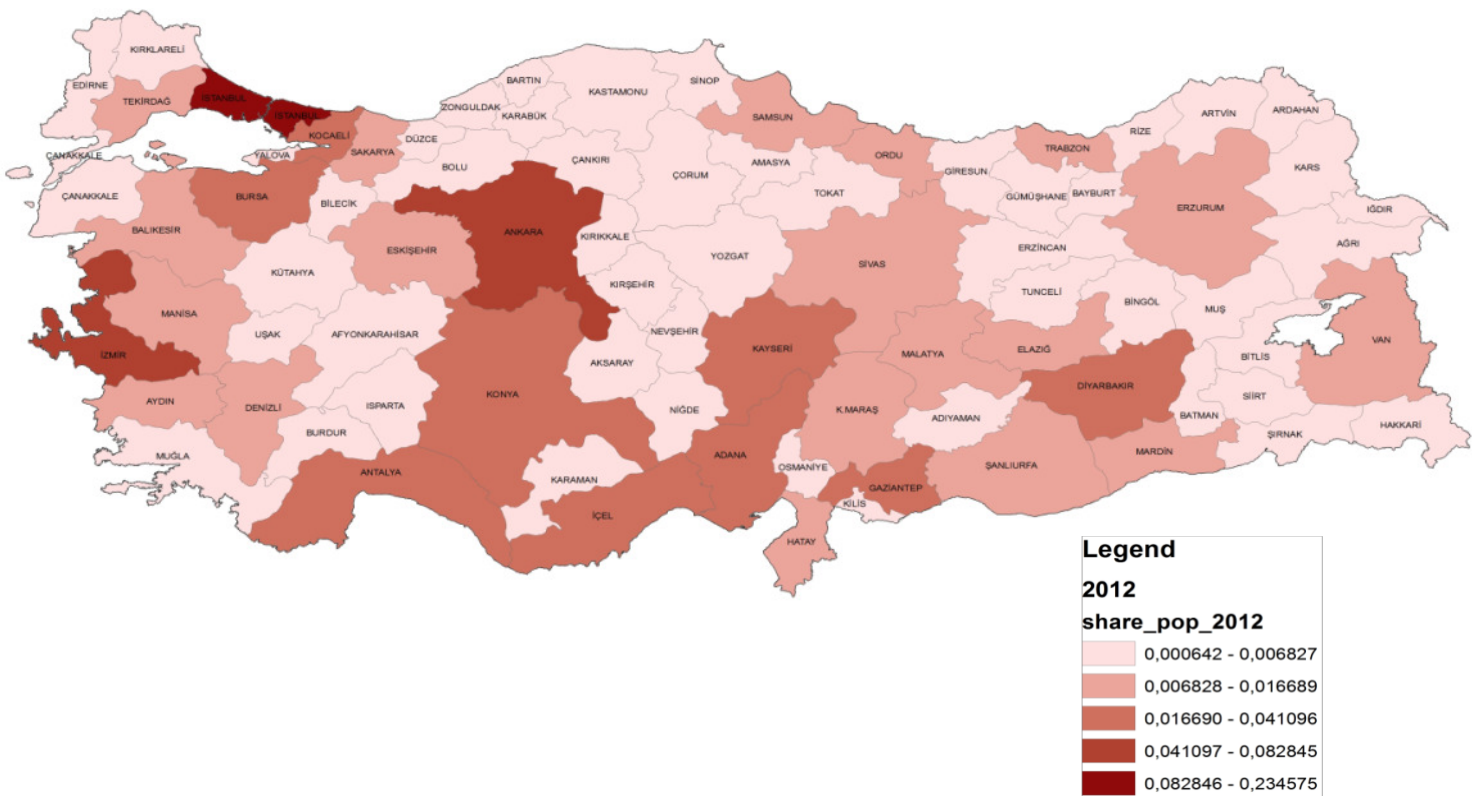 KIRKLARELİ
EDİRNE
TEKİRDAĞ
İSTANBUL
İSTANBUL
KOCAELİ
YALOVA
SAKARYA
DÜZCE
BOLU
ZONGULDAK
BARTIN
KARABÜK
KASTAMONU
SİNOP
ÇANKIRI
ÇORUM
SAMSUN
AMASYA
TOKAT
ORDU
GİRESUN
TRABZON
GÜMÜŞHANE
BAYBURT
RİZE
ARTVİN
ARDAHAN
KARS
IĞDIR
AĞRI
ERZURUM
ERZİNCAN
ÇANAKKALE
ÇANAKKALE
BALIKESİR
BURSA
BİLECİK
ESKİŞEHİR
ANKARA
KIRIKKALE
KIRŞEHİR
YOZGAT
SİVAS
TUNCELİ
BİNGÖL
MUŞ
BİTLİS
VAN
KÜTAHYA
MANİSA
UŞAK
AFYONKARAHİSAR
İZMİR
AYDIN
DENİZLİ
ISPARTA
BURDUR
MUĞLA
ANTALYA
KONYA
AKSARAY
NEVŞEHİR
NİĞDE
KAYSERİ
MALATYA
ELAZIĞ
DİYARBAKIR
BATMAN
SİİRT
ŞIRNAK
HAKKARİ
MARDİN
ŞANLIURFA
ADIYAMAN
K.MARAŞ
ADANA
OSMANİYE
GAZİANTEP
KİLİS
HATAY
KARAMAN
İÇEL
Legend
2012
share_pop_2012
0,000642 - 0,006827
0,006828 - 0,016689
0,016690 - 0,041096
0,041097 - 0,082845
0,082846 - 0,234575